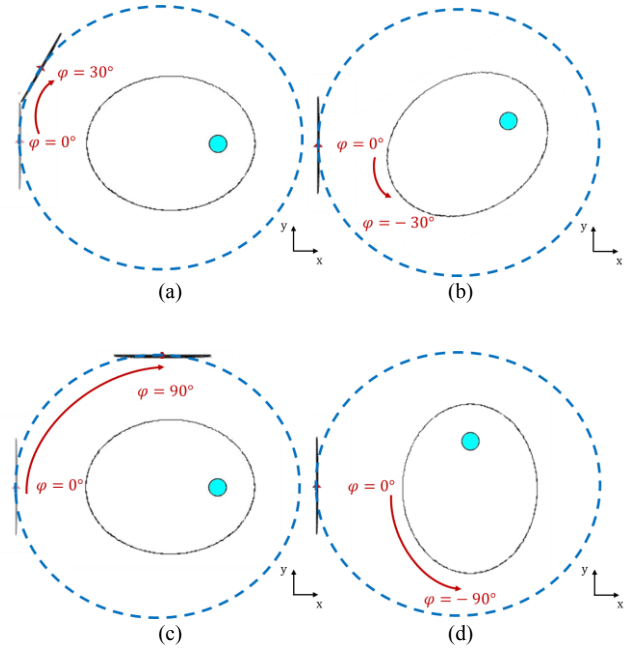 φ = 30°
φ = 0°
y
x
(a)
φ = 0°
φ = − 30°
y
x
(b)
φ = 90°
φ = 0°
y
x
(c)
φ = 0°
φ = − 90°
y
x
(d)